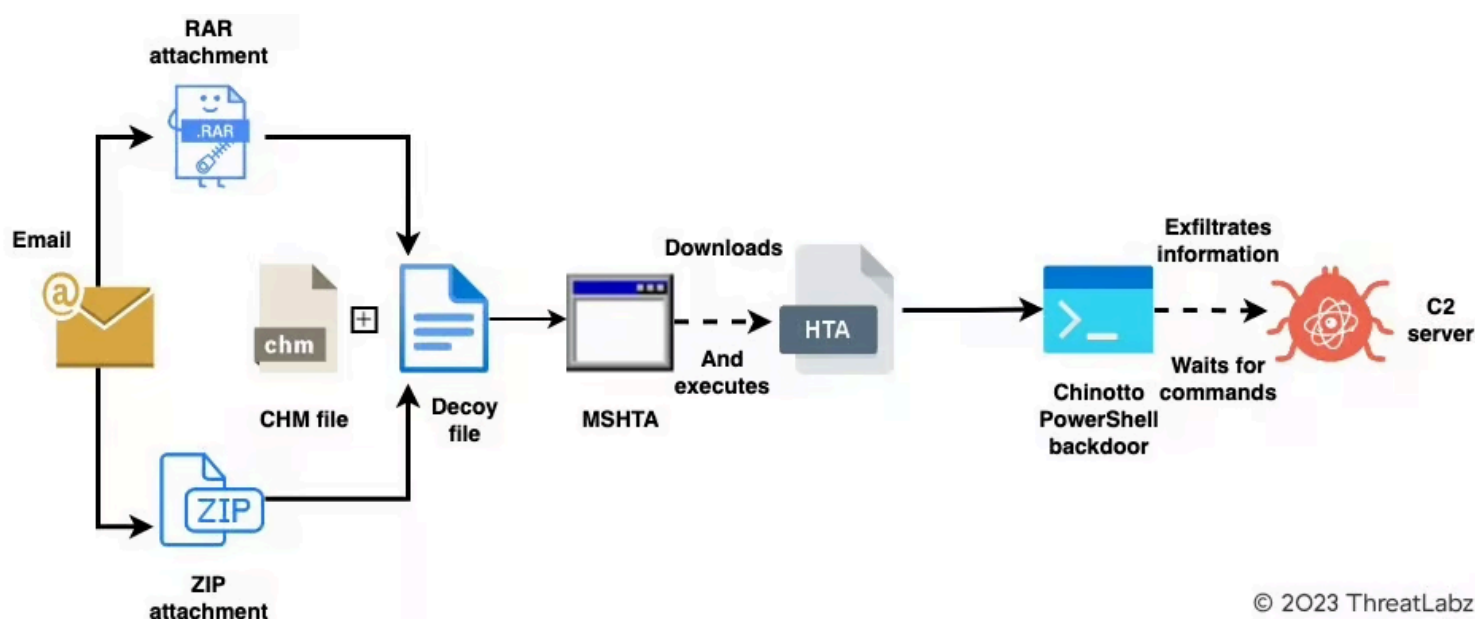 RAR
attachment
.RAR
Email
@
chm
CHM file
Decoy
file
MSHTA
Downloads
And
executes
HTA
>_
Chinotto
PowerShell
backdoor
Exfiltrates
information
Waits for
commands
C2
server
ZIP
ZIP
attachment
© 2023 ThreatLabz